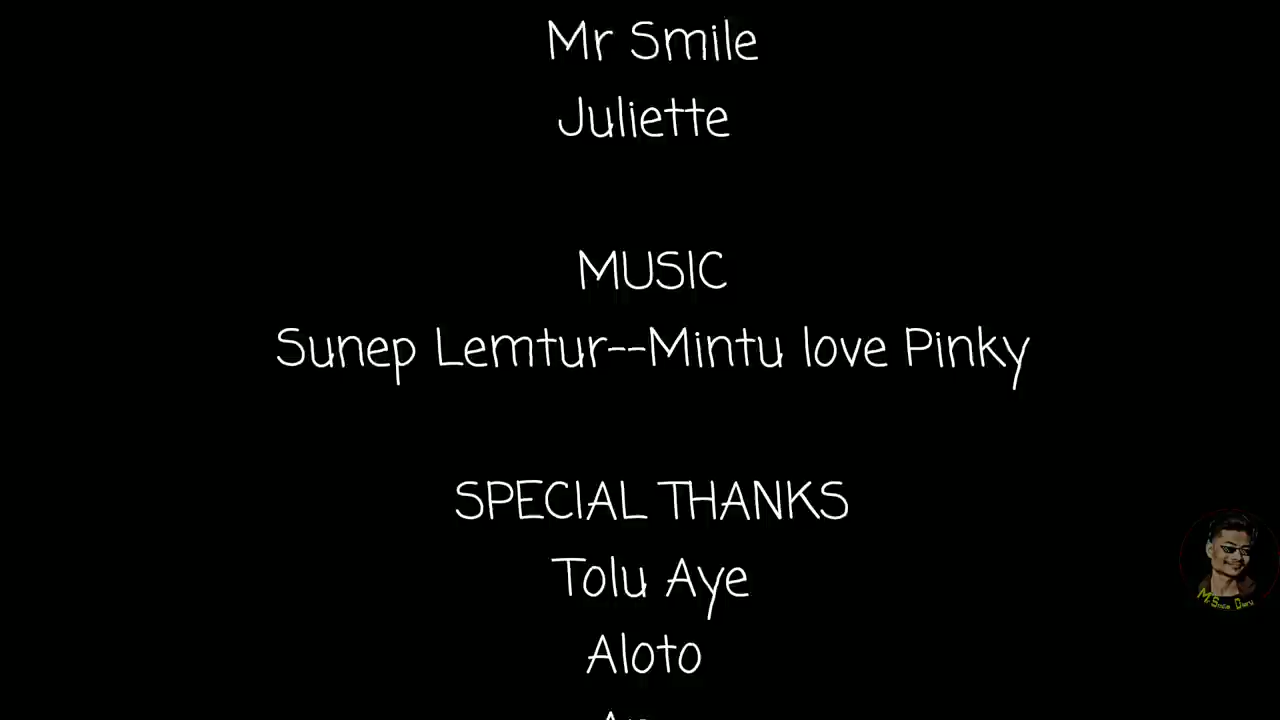 Mr Smile
Juliette
MUSIC
Sunep Lemtur--Mintu love Pinky
SPECIAL THANKS
Tolu Aye
Aloto